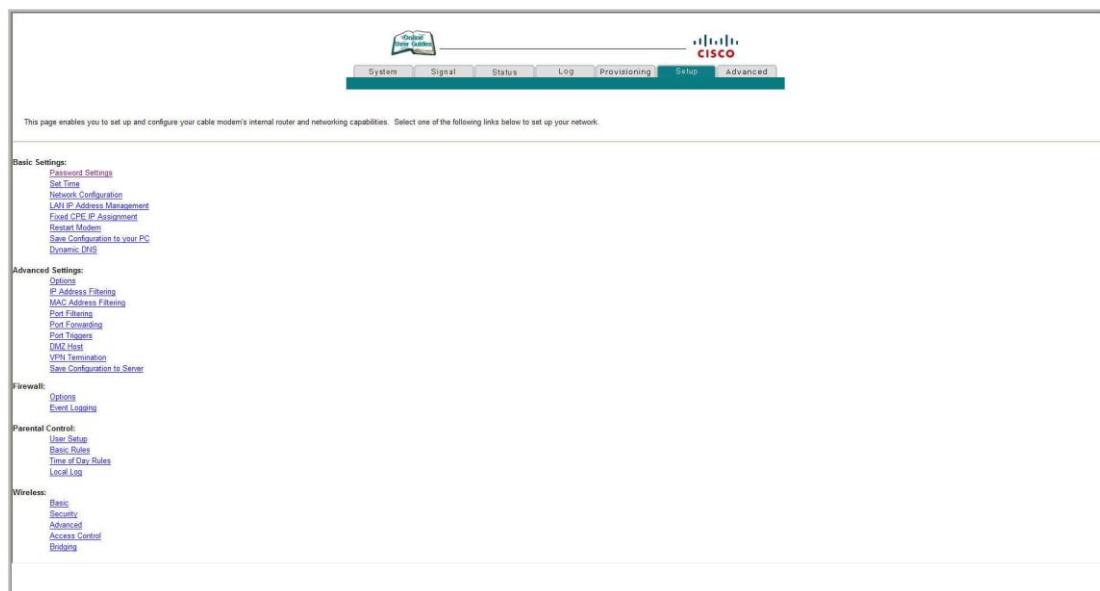 Online
User Guides
CISCO
System Signal Status Log Provisioning Setup Advanced
This page enables you to set up and configure your cable modem's internal router and networking capabilities. Select one of the following links below to set up your network.
Basic Settings:
Password Settings
Set Time
Network Configuration
LAN IP Address Management
Fixed CPE IP Assignment
Restart Modem
Save Configuration to your PC
Dynamic DNS
Advanced Settings:
Options
IP Address Filtering
MAC Address Filtering
Port Filtering
Port Forwarding
Port Triggers
DMZ Host
VPN Termination
Save Configuration to Server
Firewall:
Options
Event Logging
Parental Control:
User Setup
Basic Rules
Time of Day Rules
Local Log
Wireless:
Basic
Security
Advanced
Access Control
Bridging